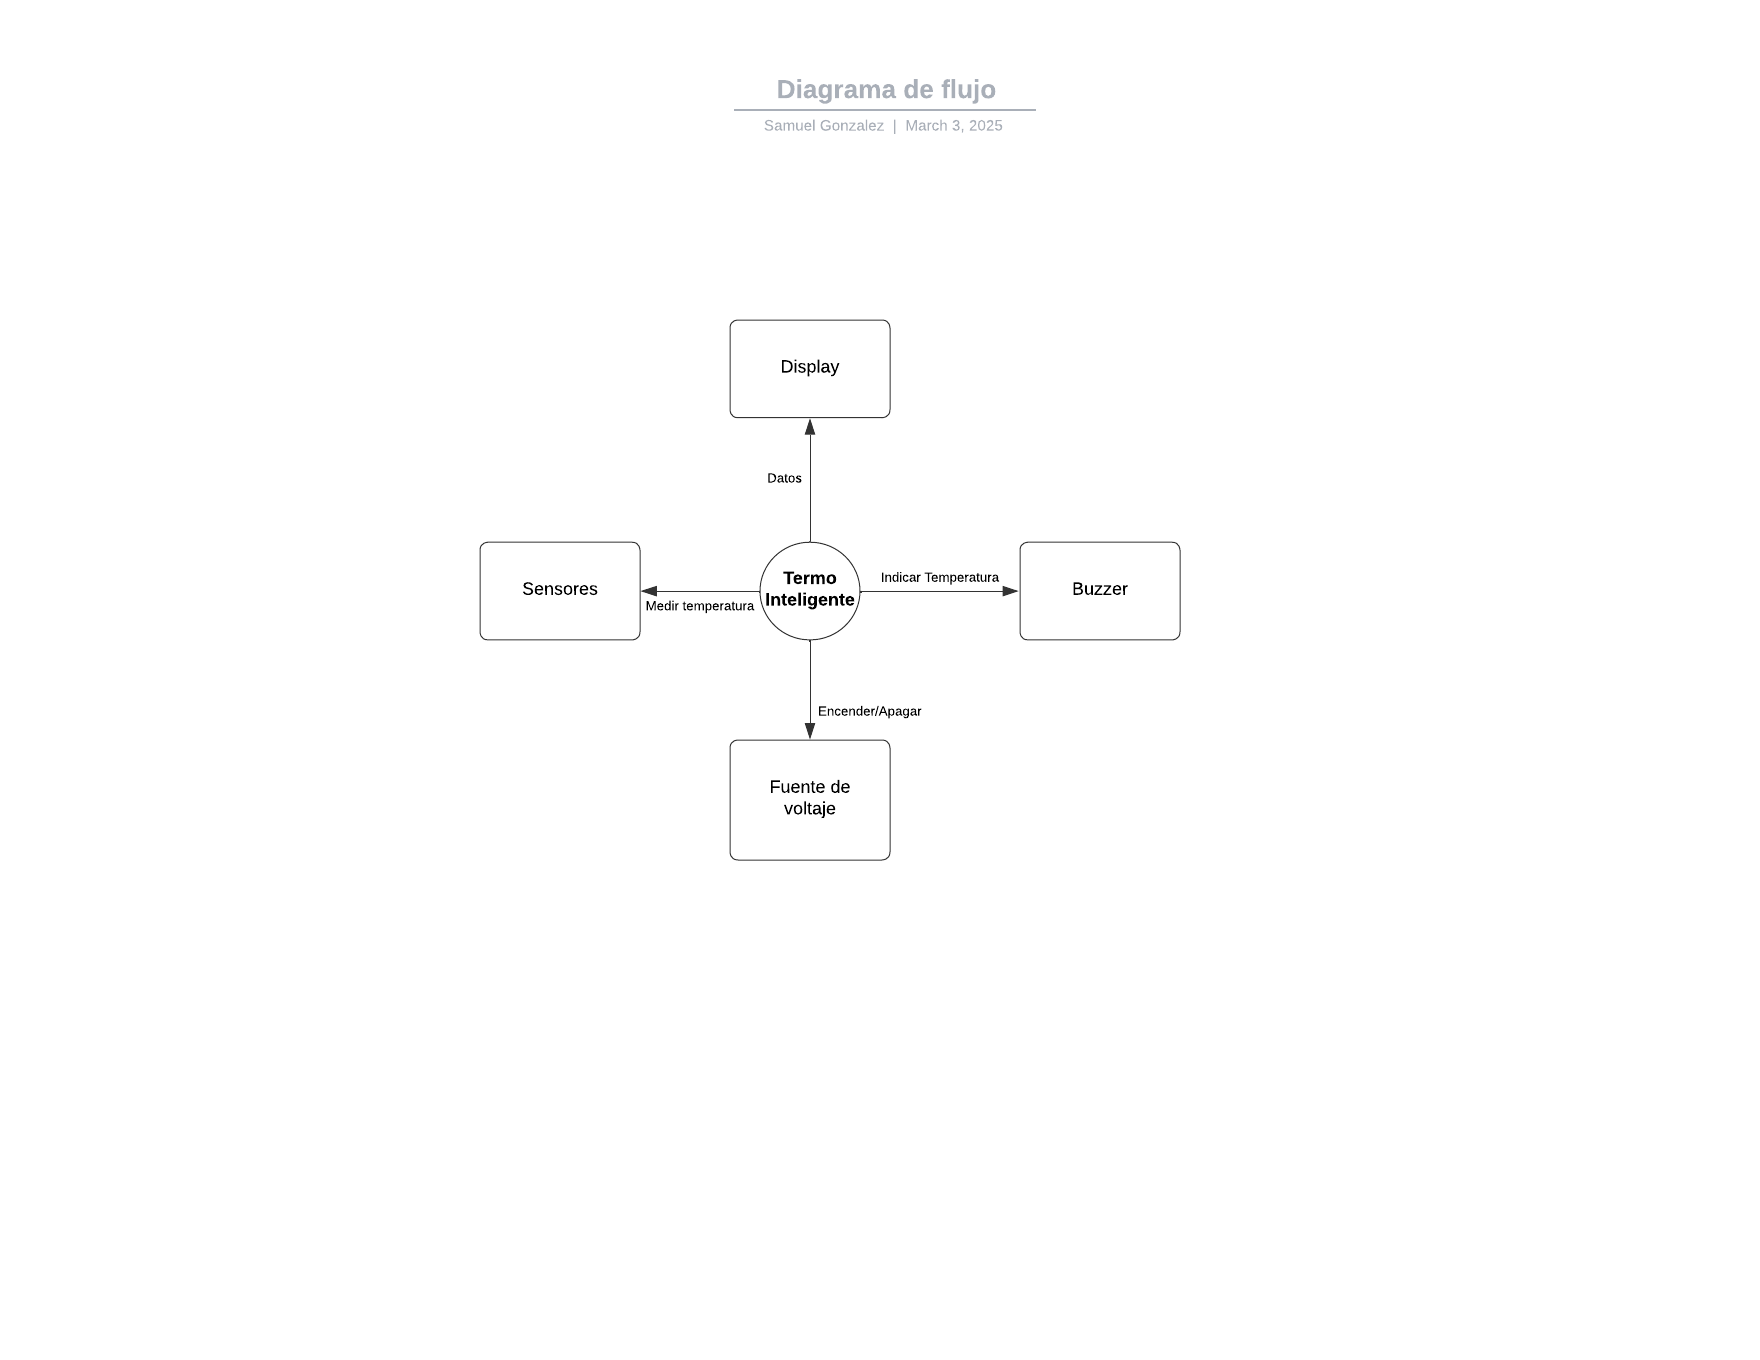 Diagrama de flujo
Samuel Gonzalez | March 3, 2025
Display
Datos
Sensores
Medir temperatura
Termo
Inteligente
Indicar Temperatura
Buzzer
Encender/Apagar
Fuente de
voltaje